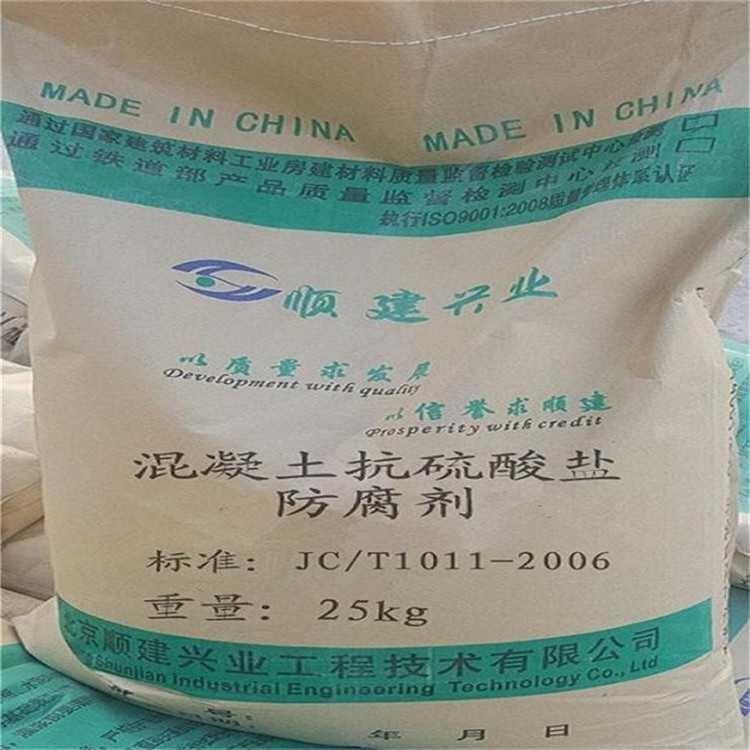 MADE IN CHINA MADE IN CHINA
通过国家建筑材料工业房建材料质量监督检验测试中心检测
通过铁道部产品质量监督检测中心检测
执行ISO9001:2008质量管理体系认证
顺建兴业
以质量求发展
Development with quality
以信誉求顺建
Prosperity with credit
混凝土抗硫酸盐
防腐剂
标准: JC/T1011-2006
重量: 25kg
北京顺建兴业工程技术有限公司
Shunjian Industrial Engineering Technology Co., Ltd
年 月 日